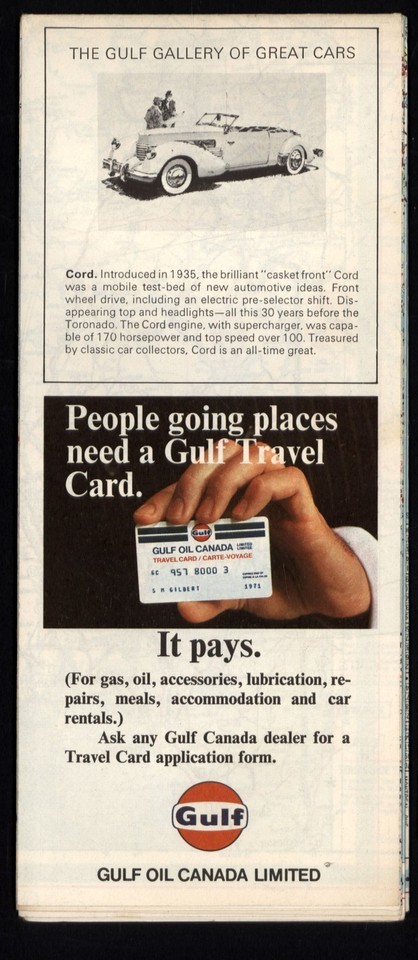 THE GULF GALLERY OF GREAT CARS
Cord. Introduced in 1935, the brilliant "casket front" Cord
was a mobile test-bed of new automotive ideas. Front
wheel drive, including an electric pre-selector shift. Dis-
appearing top and headlights—all this 30 years before the
Toronado. The Cord engine, with supercharger, was capa-
ble of 170 horsepower and top speed over 100. Treasured
by classic car collectors, Cord is an all-time great.
People going places
need a Gulf Travel
Card.
Gulf
GULF OIL CANADA LIMITED
TRAVEL CARD / CARTE-VOYAGE
GC 957 8000 3
S M GILBERT 1971
It pays.
(For gas, oil, accessories, lubrication, re-
pairs, meals, accommodation and car
rentals.)
Ask any Gulf Canada dealer for a
Travel Card application form.
Gulf
GULF OIL CANADA LIMITED